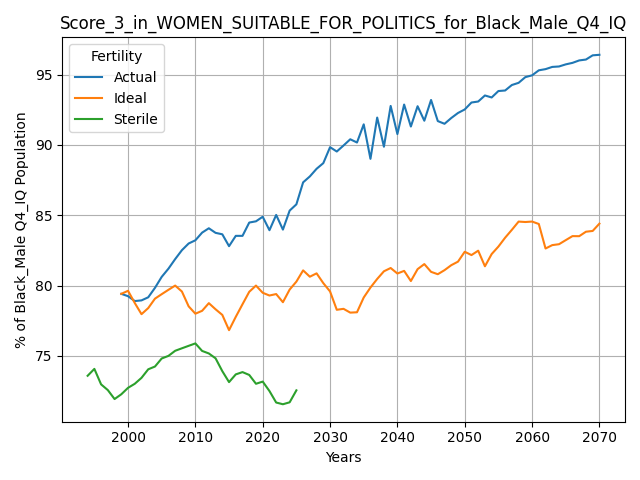 Score_3_in_WOMEN_SUITABLE_FOR_POLITICS_for_Black_Male_Q4_IQ
Fertility
Actual
Ideal
Sterile
% of Black_Male Q4_IQ Population
95
90
85
80
75
2000 2010 2020 2030 2040 2050 2060 2070
Years